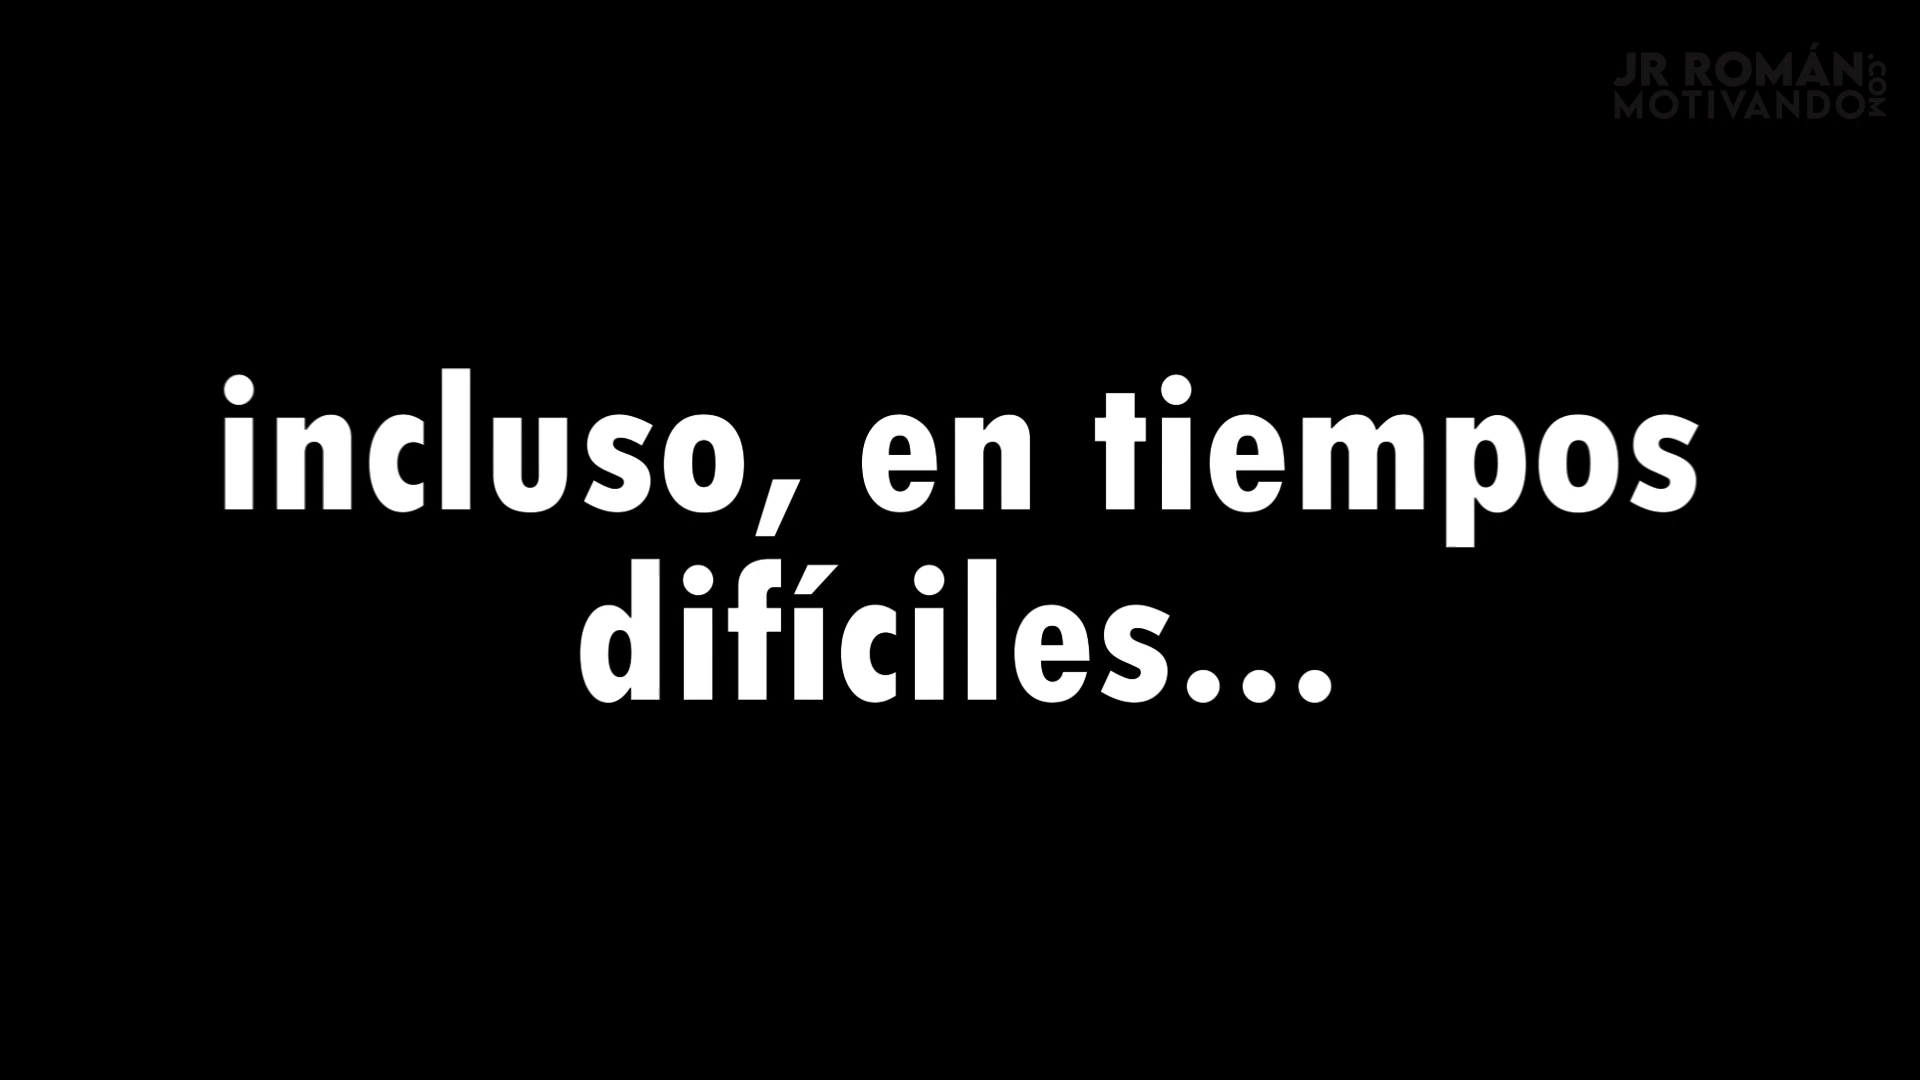 JR ROMÁN
MOTIVANDO
.COM
incluso, en tiempos
difíciles...